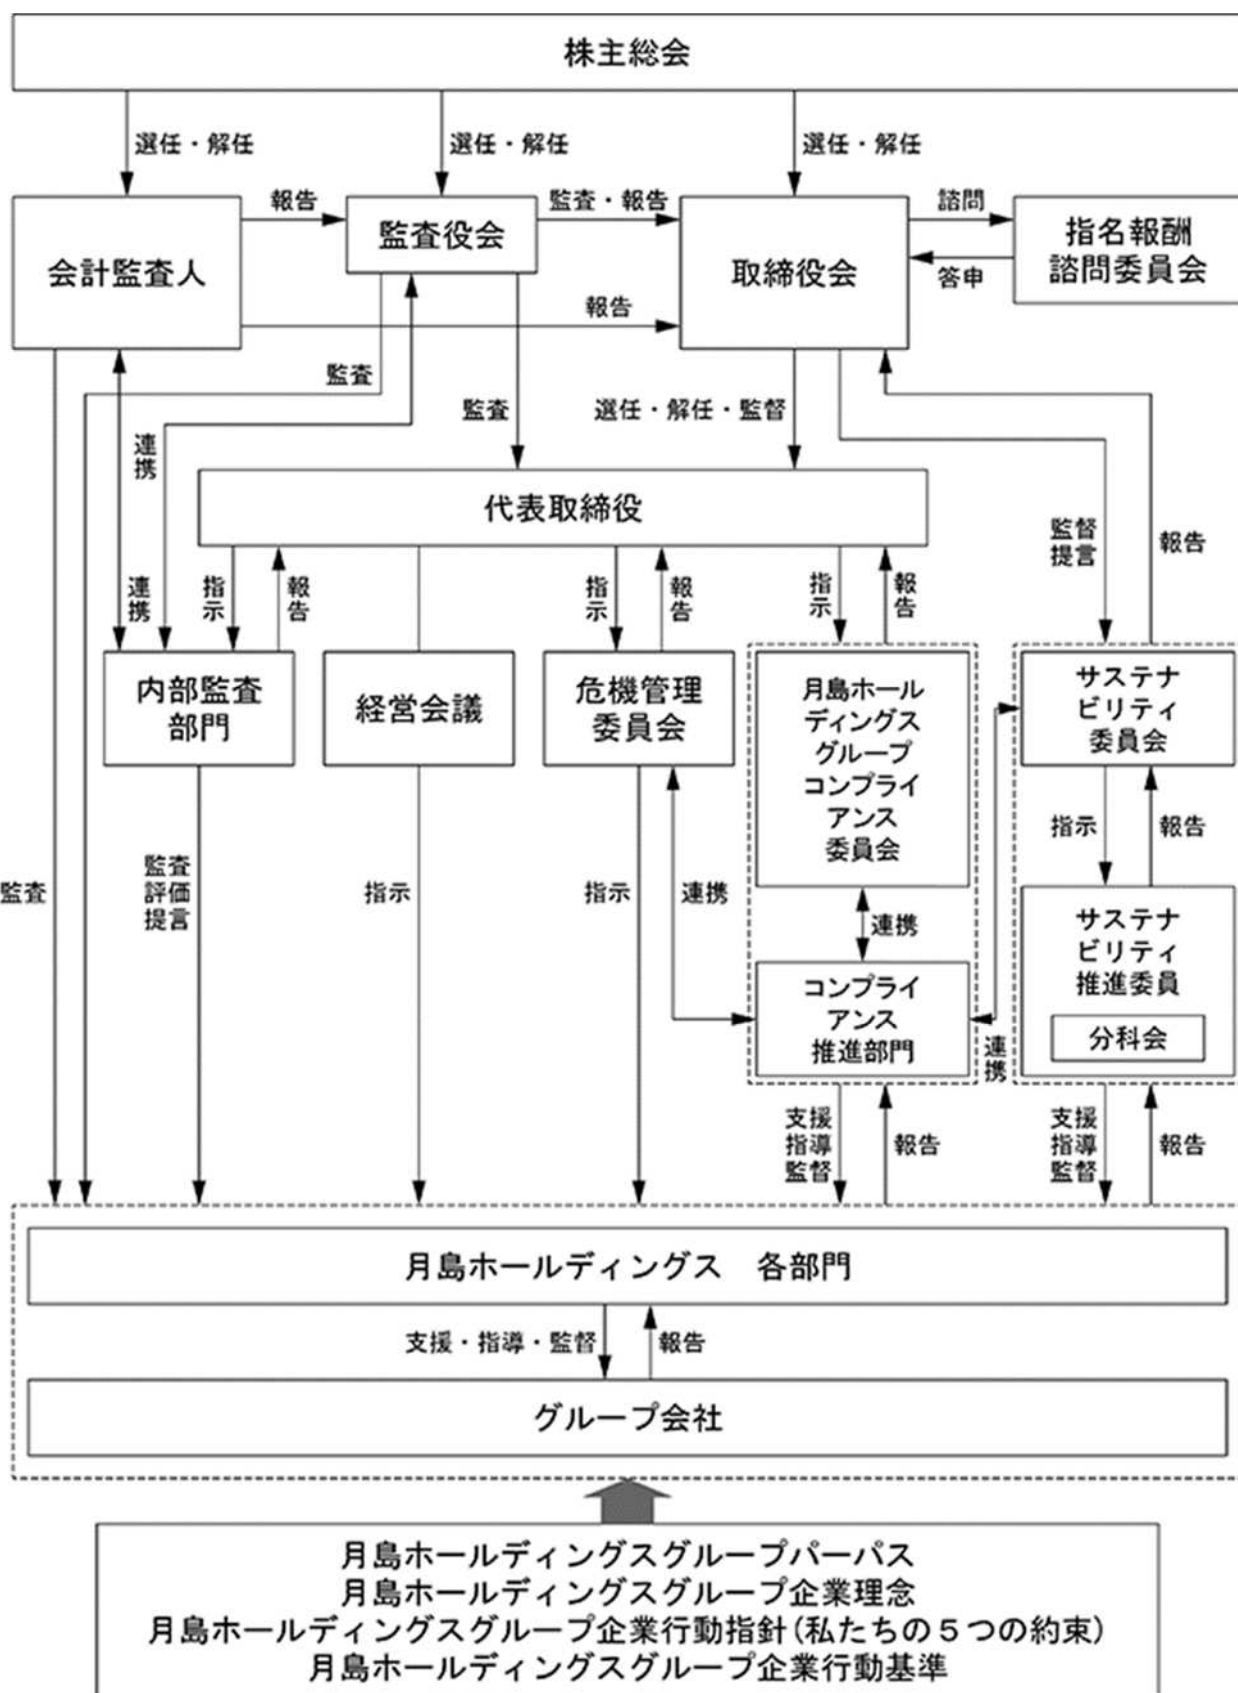 株主総会
選任・解任
選任・解任
選任・解任
会計監査人
報告
監査役会
監査・報告
取締役会
諮問
答申
指名報酬
諮問委員会
報告
監査
監査
選任・解任・監督
連携
代表取締役
監督
提言
報告
連携
指示
報告
指示
報告
指示
報告
内部監査
部門
経営会議
危機管理
委員会
月島ホール
ディングス
グループ
コンプライ
アンス
委員会
サステナ
ビリティ
委員会
指示
報告
監査
監査
評価
提言
指示
指示
連携
連携
サステナ
ビリティ
推進委員
分科会
コンプライ
アンス
推進部門
連携
支援
指導
監督
報告
支援
指導
監督
報告
月島ホールディングス　各部門
支援・指導・監督
報告
グループ会社
月島ホールディングスグループパーパス
月島ホールディングスグループ企業理念
月島ホールディングスグループ企業行動指針(私たちの５つの約束)
月島ホールディングスグループ企業行動基準